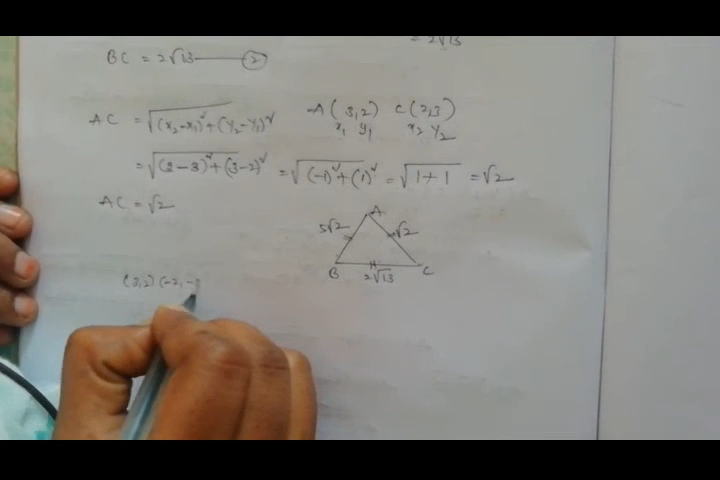 = 2√13
BC = 2√13 ——— ②
AC = √(x₂-x₁)²+(y₂-y₁)² A(3,2) C(2,3)
x₁ y₁ x₂ y₂
= √(2-3)²+(3-2)² = √(-1)²+(1)² = √1+1 = √2
AC = √2
A
5√2 √2
B C
2√13
(3,2) (-2,-